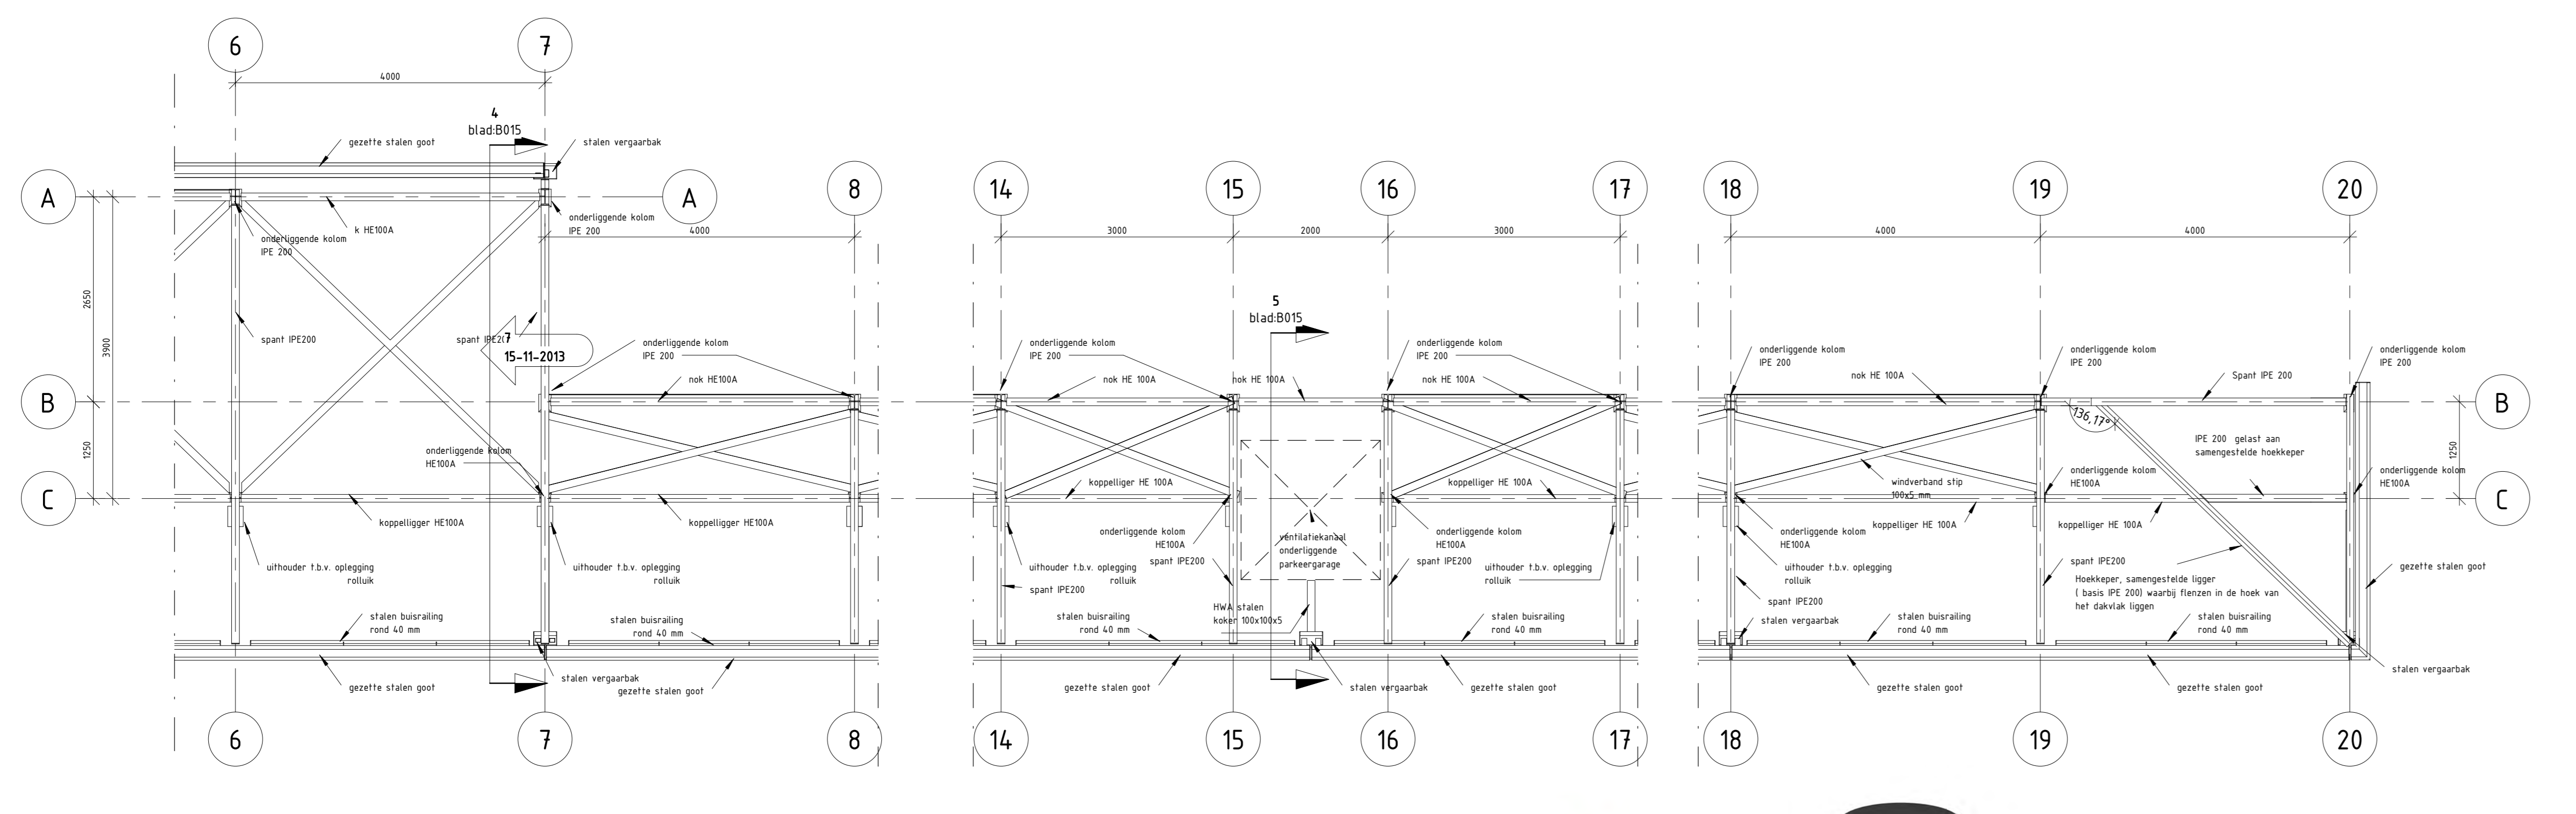 6
7
4000
4
blad:B015
gezette stalen goot
stalen vergaarbak
A
A
8
14
15
16
17
18
19
20
onderliggende kolom
IPE 200
k HE100A
onderliggende kolom
IPE 200
4000
3000
2000
3000
4000
4000
2650
3900
1250
5
blad:B015
spant IPE200
spant IPE2(
7
15-11-2013
onderliggende kolom
IPE 200
nok HE100A
onderliggende kolom
IPE 200
nok HE 100A
nok HE 100A
onderliggende kolom
IPE 200
nok HE 100A
onderliggende kolom
IPE 200
nok HE 100A
onderliggende kolom
IPE 200
Spant IPE 200
onderliggende kolom
IPE 200
B
B
136,17°
IPE 200 gelast aan
samengestelde hoekkeper
1250
onderliggende kolom
HE100A
koppelliger HE 100A
koppelliger HE 100A
windverband stip
100x5 mm
onderliggende kolom
HE100A
onderliggende kolom
HE100A
C
C
koppelliger HE100A
koppelliger HE100A
onderliggende kolom
HE100A
ventilatiekanaal
onderliggende
parkeergarage
onderliggende kolom
HE100A
onderliggende kolom
HE100A
koppelliger HE 100A
koppelliger HE 100A
uithouder t.b.v. oplegging
rolluik
uithouder t.b.v. oplegging
rolluik
uithouder t.b.v. oplegging
rolluik
spant IPE200
spant IPE200
spant IPE200
uithouder t.b.v. oplegging
rolluik
uithouder t.b.v. oplegging
rolluik
spant IPE200
spant IPE200
Hoekkeper, samengestelde ligger
( basis IPE 200) waarbij flenzen in de hoek van
het dakvlak liggen
gezette stalen goot
stalen buisrailing
rond 40 mm
stalen buisrailing
rond 40 mm
stalen buisrailing
rond 40 mm
HWA stalen
koker 100x100x5
stalen buisrailing
rond 40 mm
stalen vergaarbak
stalen buisrailing
rond 40 mm
stalen buisrailing
rond 40 mm
gezette stalen goot
stalen vergaarbak
gezette stalen goot
gezette stalen goot
stalen vergaarbak
gezette stalen goot
gezette stalen goot
gezette stalen goot
stalen vergaarbak
6
7
8
14
15
16
17
18
19
20